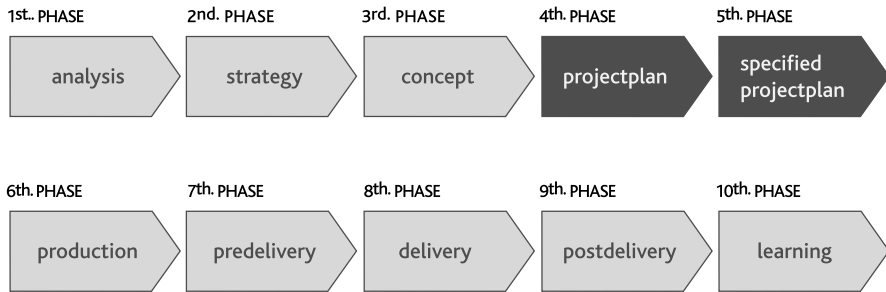 1st.. PHASE
2nd. PHASE
3rd. PHASE
4th. PHASE
5th. PHASE
analysis
strategy
concept
projectplan
specified
projectplan
6th. PHASE
7th. PHASE
8th. PHASE
9th. PHASE
10th. PHASE
production
predelivery
delivery
postdelivery
learning